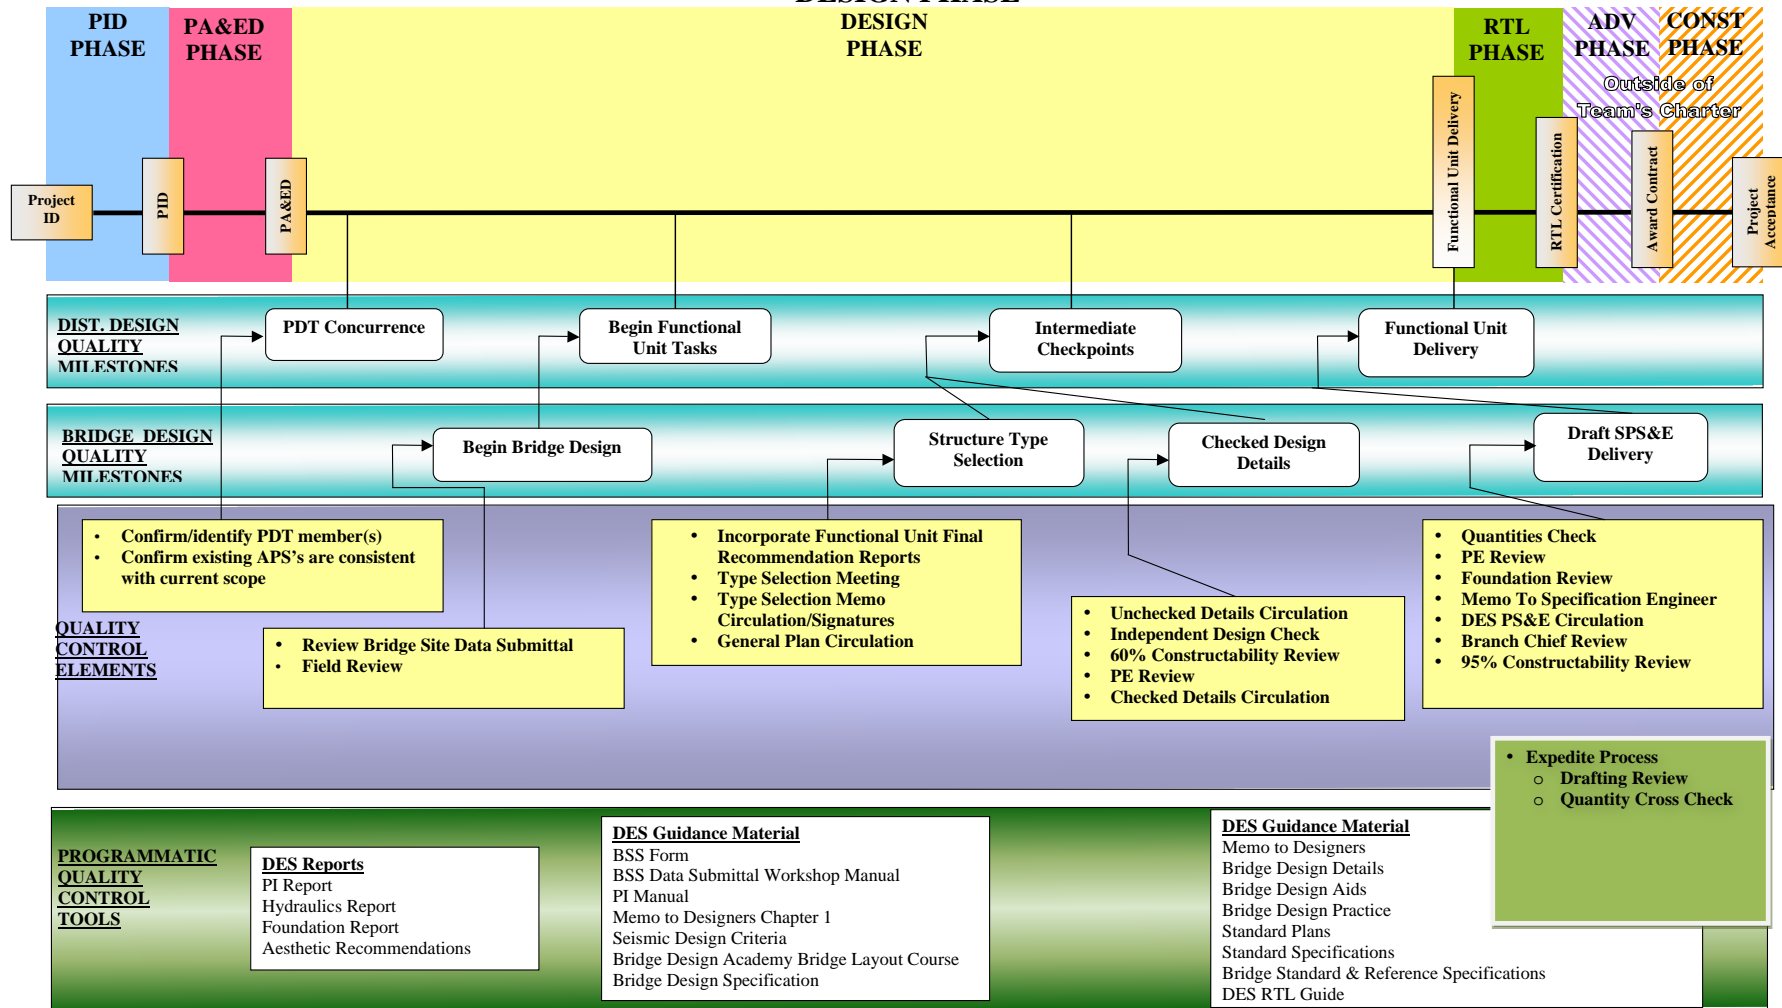 DESIGN PHASE
PID
PHASE
PA&ED
PHASE
DESIGN
PHASE
RTL
PHASE
ADV
PHASE
CONST
PHASE
Outside of
Team's Charter
Project
ID
PID
PA&ED
Functional Unit Delivery
RTL Certification
Award Contract
Project
Acceptance
DIST. DESIGN
QUALITY
MILESTONES
PDT Concurrence
Begin Functional
Unit Tasks
Intermediate
Checkpoints
Functional Unit
Delivery
BRIDGE DESIGN
QUALITY
MILESTONES
Begin Bridge Design
Structure Type
Selection
Checked Design
Details
Draft SPS&E
Delivery
QUALITY
CONTROL
ELEMENTS
• Confirm/identify PDT member(s)
• Confirm existing APS's are consistent
with current scope
• Review Bridge Site Data Submittal
• Field Review
• Incorporate Functional Unit Final
Recommendation Reports
• Type Selection Meeting
• Type Selection Memo
Circulation/Signatures
• General Plan Circulation
• Unchecked Details Circulation
• Independent Design Check
• 60% Constructability Review
• PE Review
• Checked Details Circulation
• Quantities Check
• PE Review
• Foundation Review
• Memo To Specification Engineer
• DES PS&E Circulation
• Branch Chief Review
• 95% Constructability Review
• Expedite Process
o Drafting Review
o Quantity Cross Check
PROGRAMMATIC
QUALITY
CONTROL
TOOLS
DES Reports
PI Report
Hydraulics Report
Foundation Report
Aesthetic Recommendations
DES Guidance Material
BSS Form
BSS Data Submittal Workshop Manual
PI Manual
Memo to Designers Chapter 1
Seismic Design Criteria
Bridge Design Academy Bridge Layout Course
Bridge Design Specification
DES Guidance Material
Memo to Designers
Bridge Design Details
Bridge Design Aids
Bridge Design Practice
Standard Plans
Standard Specifications
Bridge Standard & Reference Specifications
DES RTL Guide